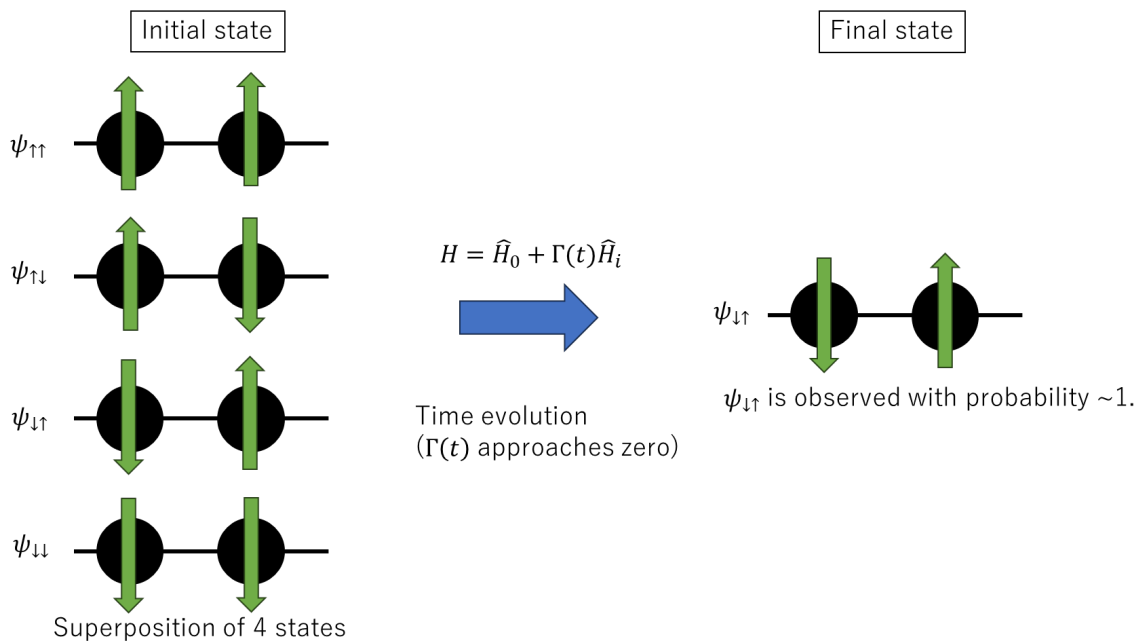 Initial state
Final state
ψ↑↑
ψ↑↓
ψ↓↑
ψ↓↓
Superposition of 4 states
H = Ĥ₀ + Γ(t)Ĥᵢ
Time evolution
(Γ(t) approaches zero)
ψ↓↑
ψ↓↑ is observed with probability ~1.